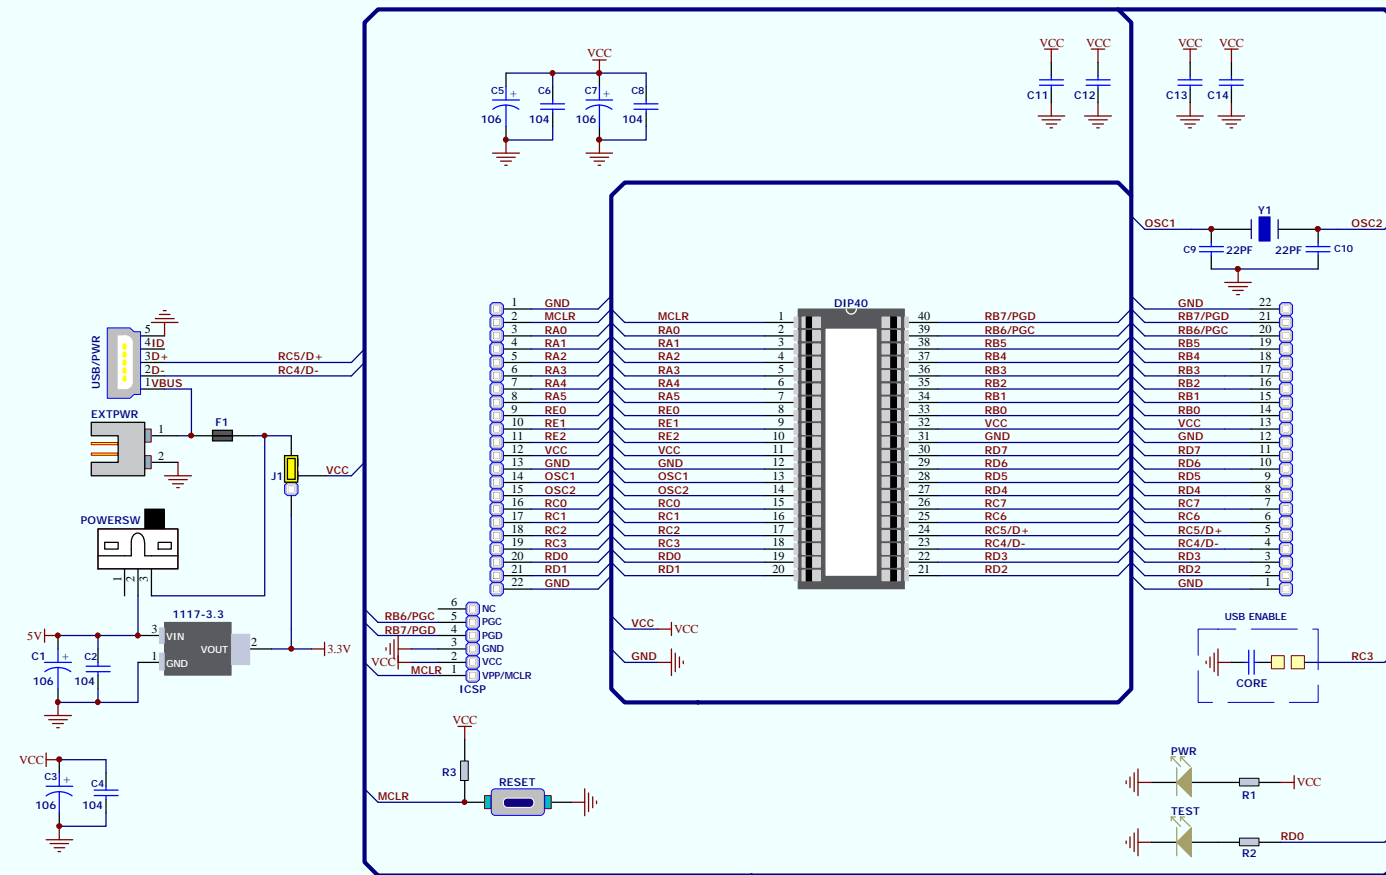 VCC
C5 + C6 C7 + C8
106 104 106 104
VCC VCC VCC VCC
C11 C12 C13 C14
OSC1 Y1 OSC2
C9 22PF 22PF C10
USB/PWR
5
4 ID
3 D+ RC5/D+
2 D- RC4/D-
1 VBUS
EXTPWR
1
2
F1
J1
VCC
POWERSW
1 2 3
1117-3.3
5V
3 VIN
VOUT 2
1 GND
3.3V
C1 + C2
106 104
VCC
C3 + C4
106 104
1 GND
2 MCLR
3 RA0
4 RA1
5 RA2
6 RA3
7 RA4
8 RA5
9 RE0
10 RE1
11 RE2
12 VCC
13 GND
14 OSC1
15 OSC2
16 RC0
17 RC1
18 RC2
19 RC3
20 RD0
21 RD1
22 GND
DIP40
MCLR 1
RA0 2
RA1 3
RA2 4
RA3 5
RA4 6
RA5 7
RE0 8
RE1 9
RE2 10
VCC 11
GND 12
OSC1 13
OSC2 14
RC0 15
RC1 16
RC2 17
RC3 18
RD0 19
RD1 20
40 RB7/PGD
39 RB6/PGC
38 RB5
37 RB4
36 RB3
35 RB2
34 RB1
33 RB0
32 VCC
31 GND
30 RD7
29 RD6
28 RD5
27 RD4
26 RC7
25 RC6
24 RC5/D+
23 RC4/D-
22 RD3
21 RD2
GND 22
RB7/PGD 21
RB6/PGC 20
RB5 19
RB4 18
RB3 17
RB2 16
RB1 15
RB0 14
VCC 13
GND 12
RD7 11
RD6 10
RD5 9
RD4 8
RC7 7
RC6 6
RC5/D+ 5
RC4/D- 4
RD3 3
RD2 2
GND 1
6 NC
RB6/PGC 5 PGC
RB7/PGD 4 PGD
3 GND
VCC 2 VCC
MCLR 1 VPP/MCLR
ICSP
VCC VCC
GND
USB ENABLE
CORE
RC3
VCC
R3
RESET
MCLR
PWR
R1
VCC
TEST
R2
RD0